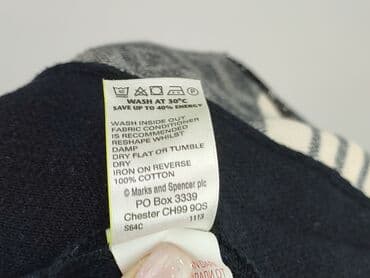 WASH AT 30°C
SAVE UP TO 40% ENERGY
WASH INSIDE OUT
FABRIC CONDITIONER
IS RECOMMENDED
RESHAPE WHILST
DAMP
DRY FLAT OR TUMBLE
DRY
IRON ON REVERSE
100% COTTON
© Marks and Spencer plc
PO Box 3339
Chester CH99 9QS
S64C 1113